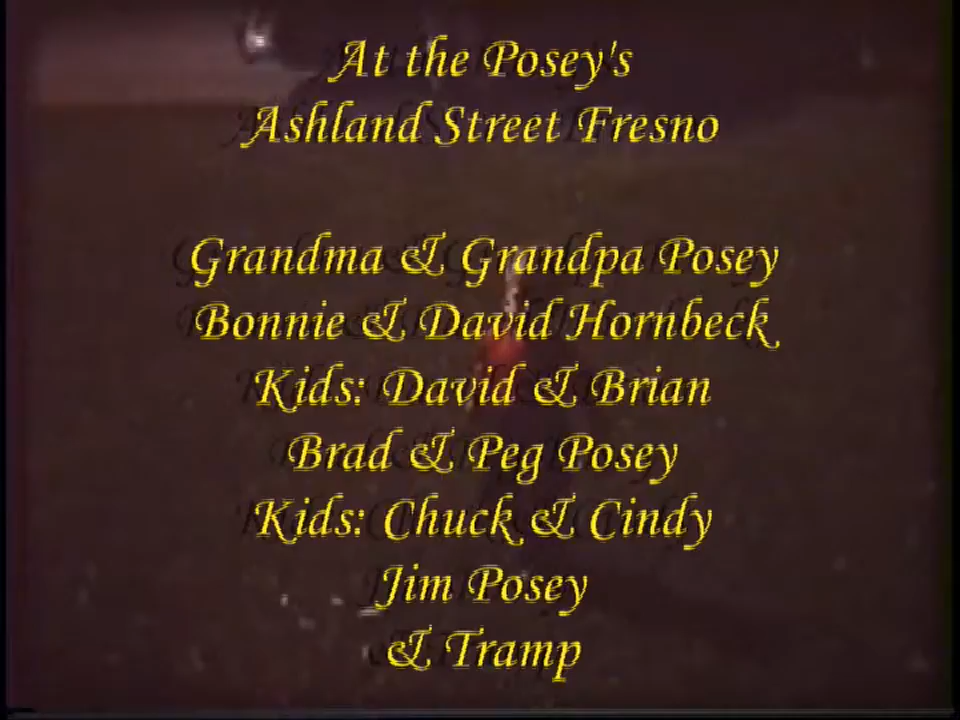 At the Posey's
Ashland Street Fresno
Grandma & Grandpa Posey
Bonnie & David Hornbeck
Kids: David & Brian
Brad & Peg Posey
Kids: Chuck & Cindy
Jim Posey
& Tramp